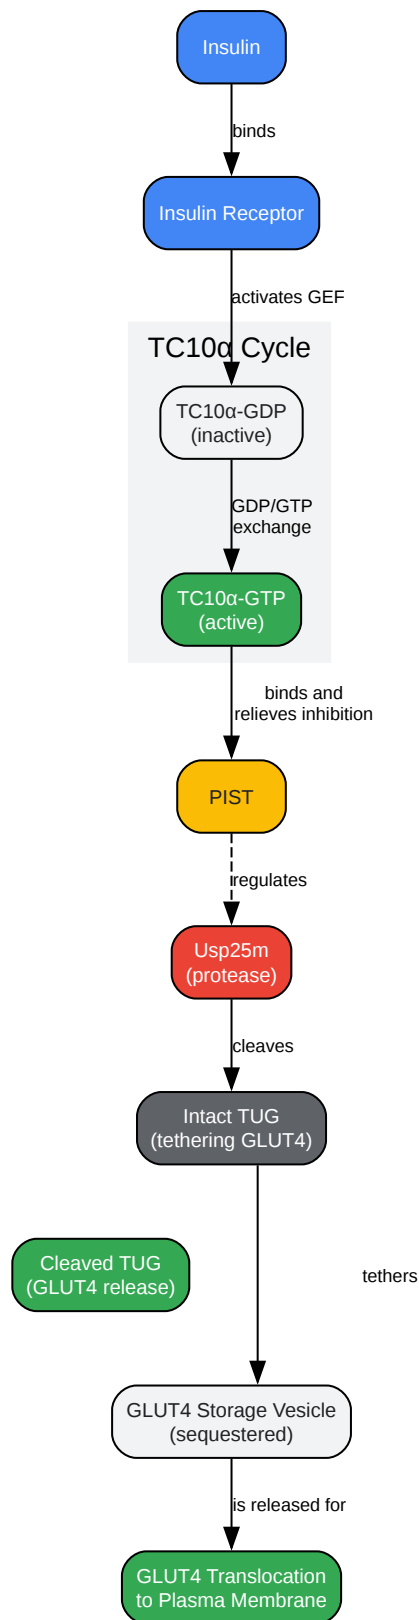 Insulin
binds
Insulin Receptor
activates GEF
TC10α Cycle
TC10α-GDP
(inactive)
GDP/GTP
exchange
TC10α-GTP
(active)
binds and
relieves inhibition
PIST
regulates
Usp25m
(protease)
cleaves
Intact TUG
(tethering GLUT4)
Cleaved TUG
(GLUT4 release)
tethers
GLUT4 Storage Vesicle
(sequestered)
is released for
GLUT4 Translocation
to Plasma Membrane